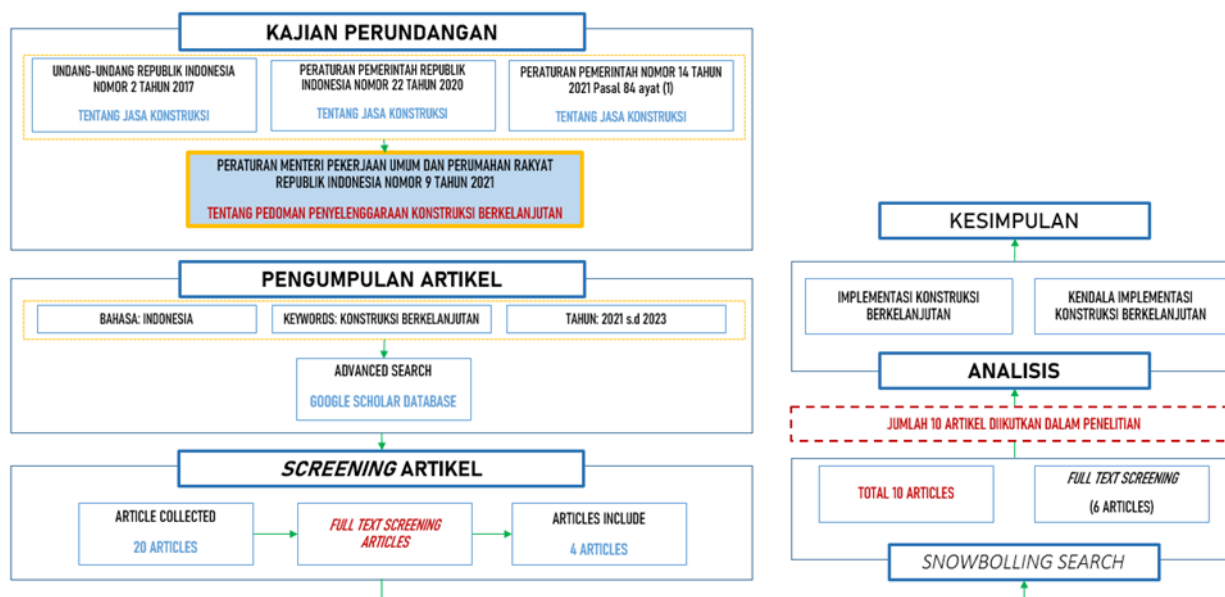 KAJIAN PERUNDANGAN
UNDANG-UNDANG REPUBLIK INDONESIA
NOMOR 2 TAHUN 2017
TENTANG JASA KONSTRUKSI
PERATURAN PEMERINTAH REPUBLIK
INDONESIA NOMOR 22 TAHUN 2020
TENTANG JASA KONSTRUKSI
PERATURAN PEMERINTAH NOMOR 14 TAHUN
2021 Pasal 84 ayat (1)
TENTANG JASA KONSTRUKSI
PERATURAN MENTERI PEKERJAAN UMUM DAN PERUMAHAN RAKYAT
REPUBLIK INDONESIA NOMOR 9 TAHUN 2021
TENTANG PEDOMAN PENYELENGGARAAN KONSTRUKSI BERKELANJUTAN
PENGUMPULAN ARTIKEL
BAHASA: INDONESIA
KEYWORDS: KONSTRUKSI BERKELANJUTAN
TAHUN: 2021 s.d 2023
ADVANCED SEARCH
GOOGLE SCHOLAR DATABASE
SCREENING ARTIKEL
ARTICLE COLLECTED
20 ARTICLES
FULL TEXT SCREENING
ARTICLES
ARTICLES INCLUDE
4 ARTICLES
KESIMPULAN
IMPLEMENTASI KONSTRUKSI
BERKELANJUTAN
KENDALA IMPLEMENTASI
KONSTRUKSI BERKELANJUTAN
ANALISIS
JUMLAH 10 ARTIKEL DIIKUTKAN DALAM PENELITIAN
TOTAL 10 ARTICLES
FULL TEXT SCREENING
(6 ARTICLES)
SNOWBOLLING SEARCH